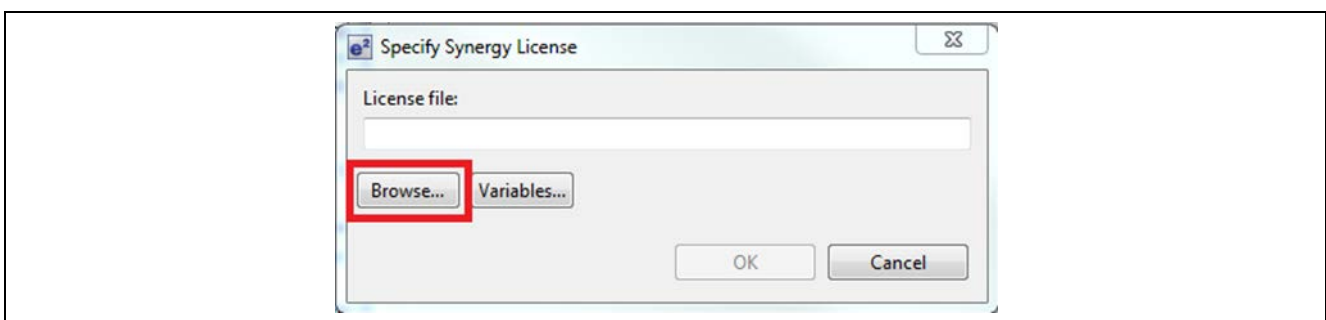 e² Specify Synergy License
License file:
Browse... Variables...
OK Cancel